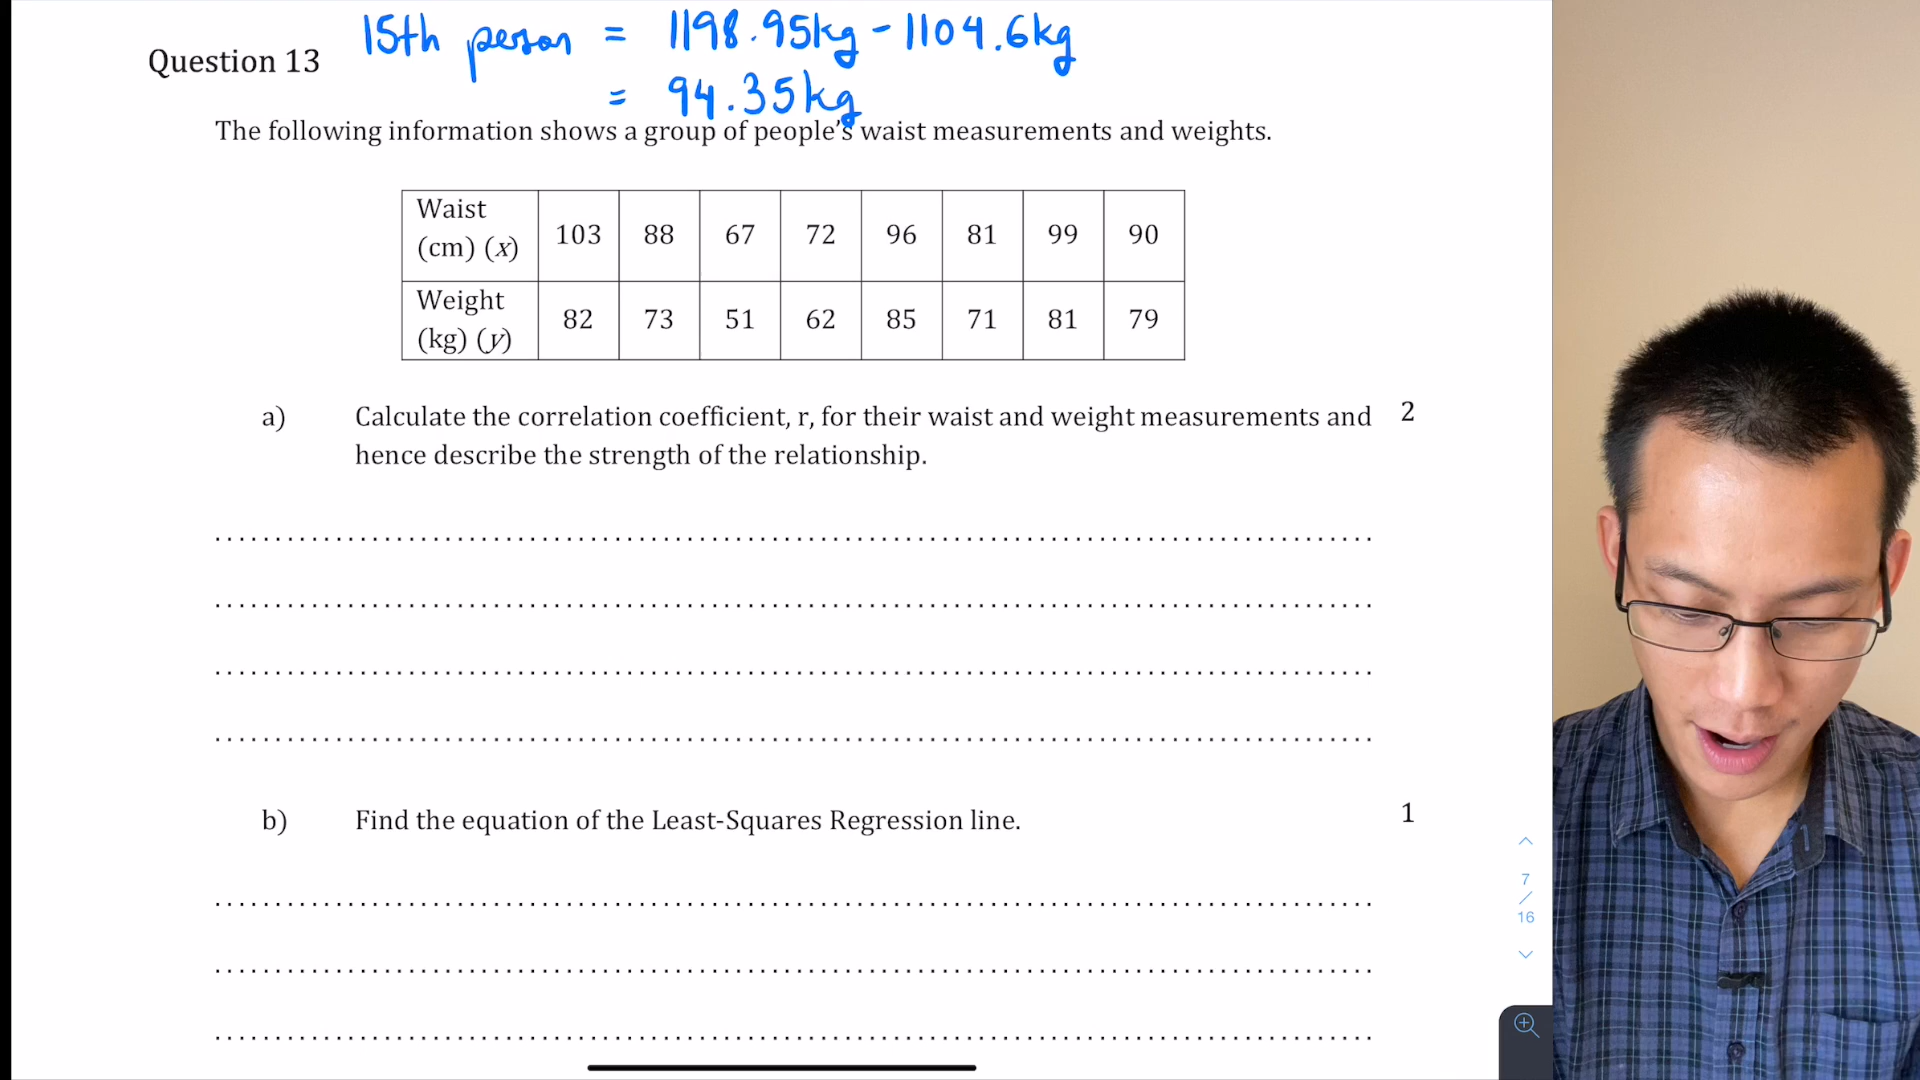 15th person = 1198.95kg - 1104.6kg
Question 13
= 94.35kg
The following information shows a group of people's waist measurements and weights.
Waist (cm) (x) 103 88 67 72 96 81 99 90
Weight (kg) (y) 82 73 51 62 85 71 81 79
a) Calculate the correlation coefficient, r, for their waist and weight measurements and 2
hence describe the strength of the relationship.
b) Find the equation of the Least-Squares Regression line. 1
7
/
16